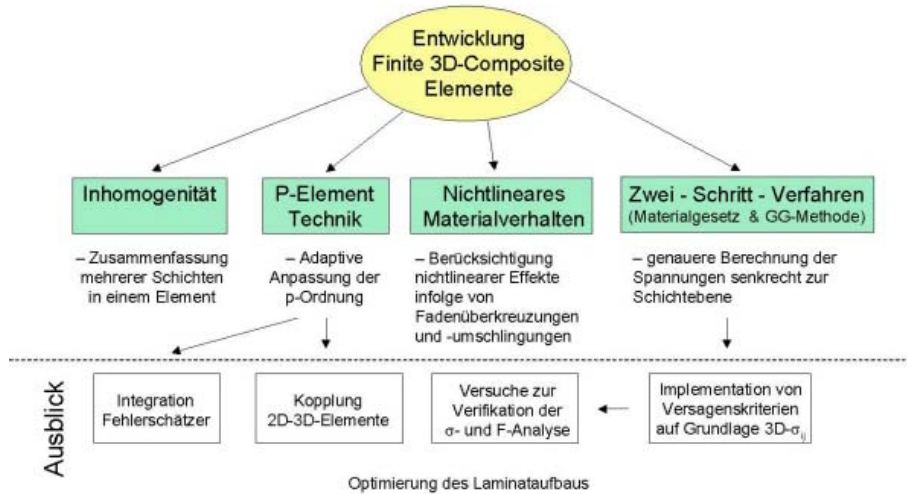 Entwicklung
Finite 3D-Composite
Elemente
Inhomogenität
– Zusammenfassung
mehrerer Schichten
in einem Element
P-Element
Technik
– Adaptive
Anpassung der
p-Ordnung
Nichtlineares
Materialverhalten
– Berücksichtigung
nichtlinearer Effekte
infolge von
Fadenüberkreuzungen
und -umschlingungen
Zwei - Schritt - Verfahren
(Materialgesetz & GG-Methode)
– genauere Berechnung der
Spannungen senkrecht zur
Schichtebene
Ausblick
Integration
Fehlerschätzer
Kopplung
2D-3D-Elemente
Versuche zur
Verifikation der
σ- und F-Analyse
Implementation von
Versagenskriterien
auf Grundlage 3D-σij
Optimierung des Laminataufbaus